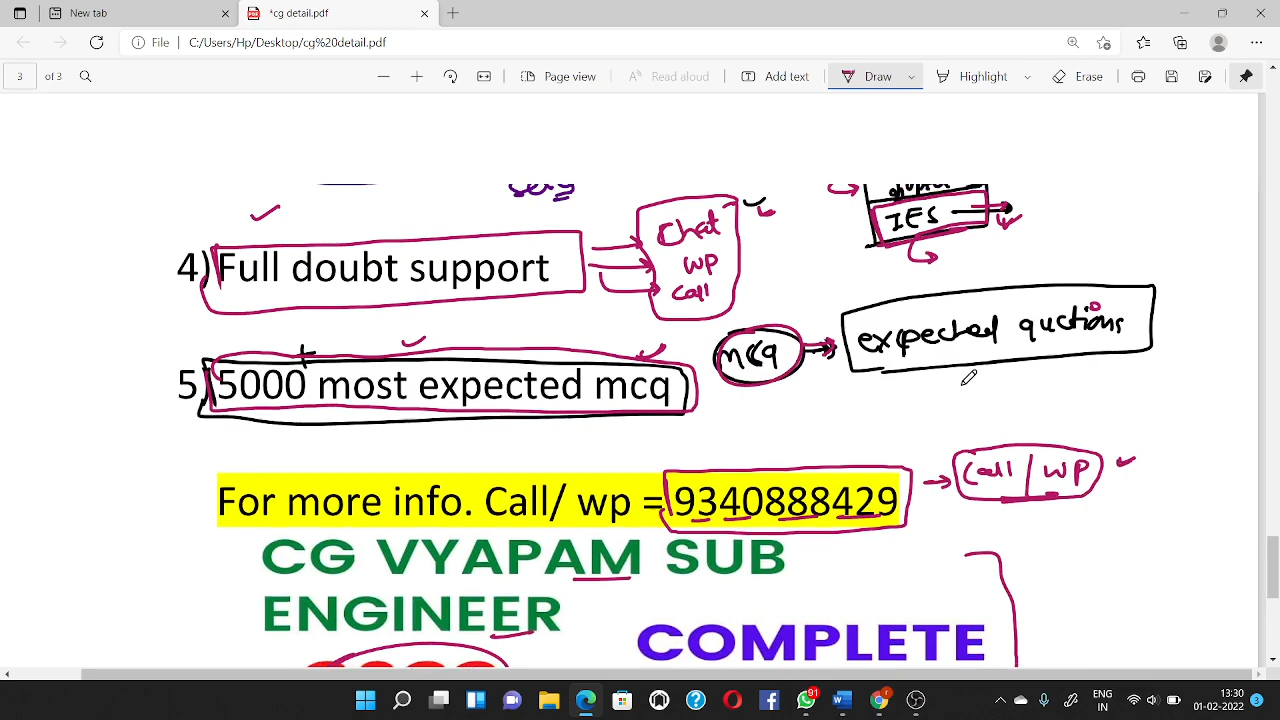 New tab
*cg detail.pdf
File
C:/Users/Hp/Desktop/cg%20detail.pdf
3 of 3
Page view
Read aloud
Add text
Draw
Highlight
Erase
IES
4) Full doubt support
Chat
wp
Call
mcq
expected quctions
5) 5000 most expected mcq
+
For more info. Call/ wp = 9340888429
Call | WP
CG VYAPAM SUB
ENGINEER
COMPLETE
91
ENG
IN
13:30
01-02-2022
3